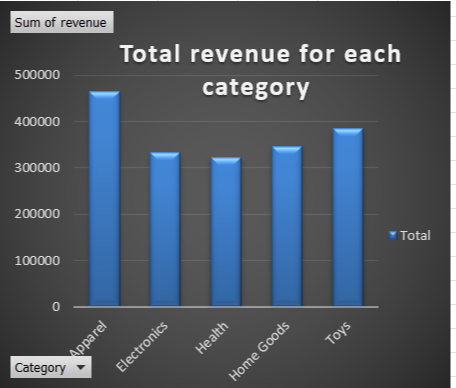 Sum of revenue
Total revenue for each
category
500000
400000
300000
200000
100000
0
Apparel
Electronics
Health
Home Goods
Toys
Total
Category